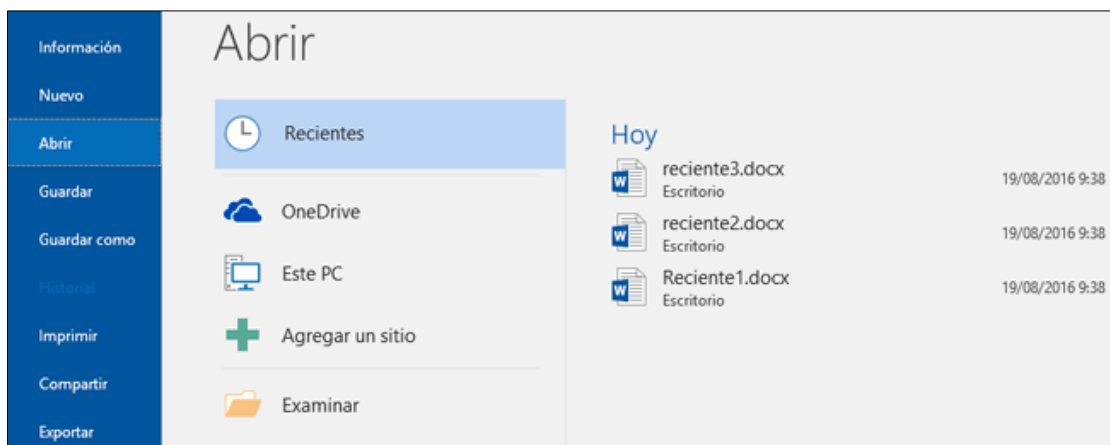 Información
Nuevo
Abrir
Guardar
Guardar como
Historial
Imprimir
Compartir
Exportar
Abrir
Recientes
OneDrive
Este PC
Agregar un sitio
Examinar
Hoy
reciente3.docx 19/08/2016 9:38
Escritorio
reciente2.docx 19/08/2016 9:38
Escritorio
Reciente1.docx 19/08/2016 9:38
Escritorio